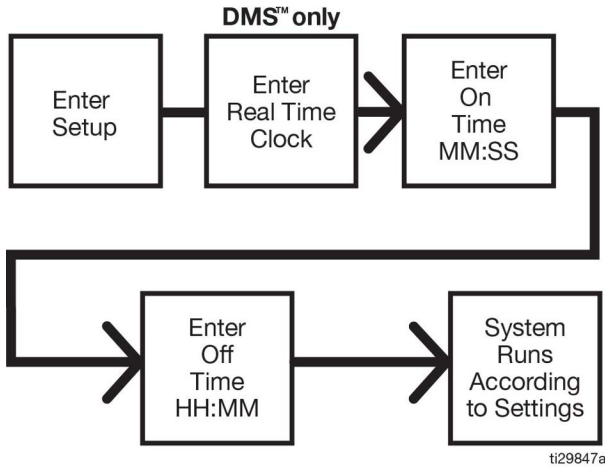 DMS™ only
Enter
Setup
Enter
Real Time
Clock
Enter
On
Time
MM:SS
Enter
Off
Time
HH:MM
System
Runs
According
to Settings
ti29847a